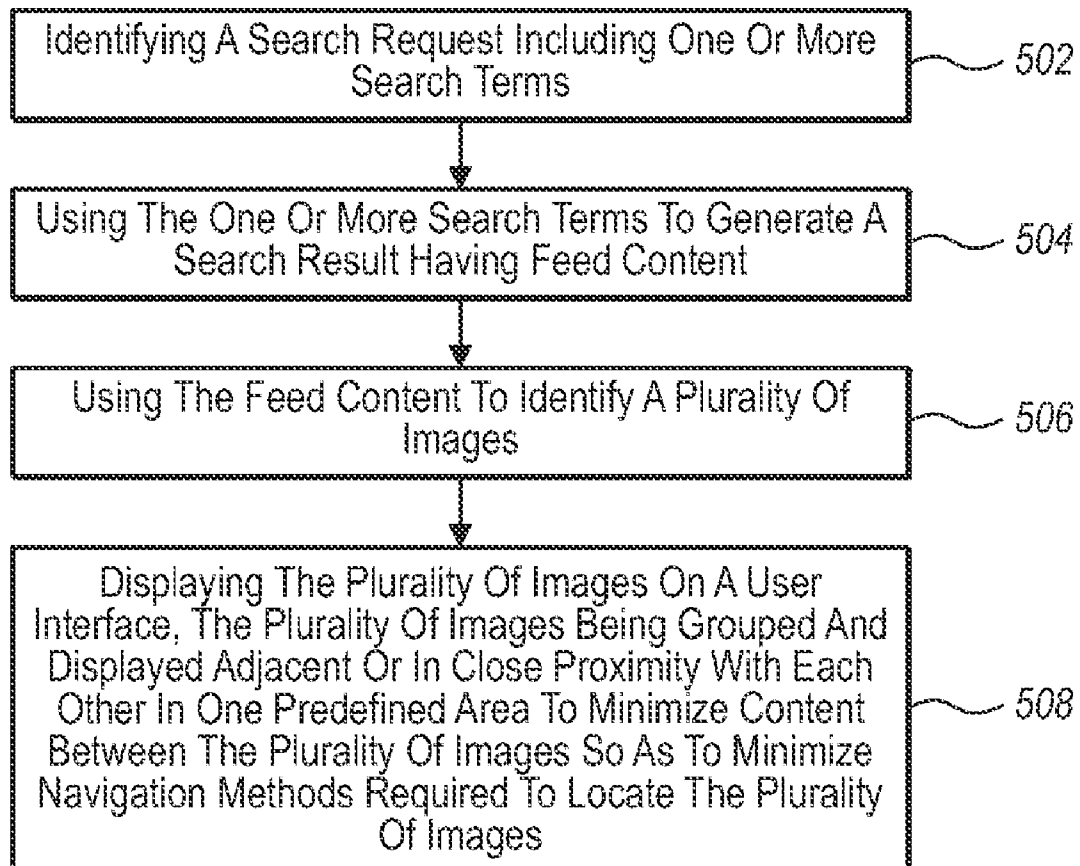 Identifying A Search Request Including One Or More
Search Terms
502
Using The One Or More Search Terms To Generate A
Search Result Having Feed Content
504
Using The Feed Content To Identify A Plurality Of
Images
506
Displaying The Plurality Of Images On A User
Interface, The Plurality Of Images Being Grouped And
Displayed Adjacent Or In Close Proximity With Each
Other In One Predefined Area To Minimize Content
Between The Plurality Of Images So As To Minimize
Navigation Methods Required To Locate The Plurality
Of Images
508